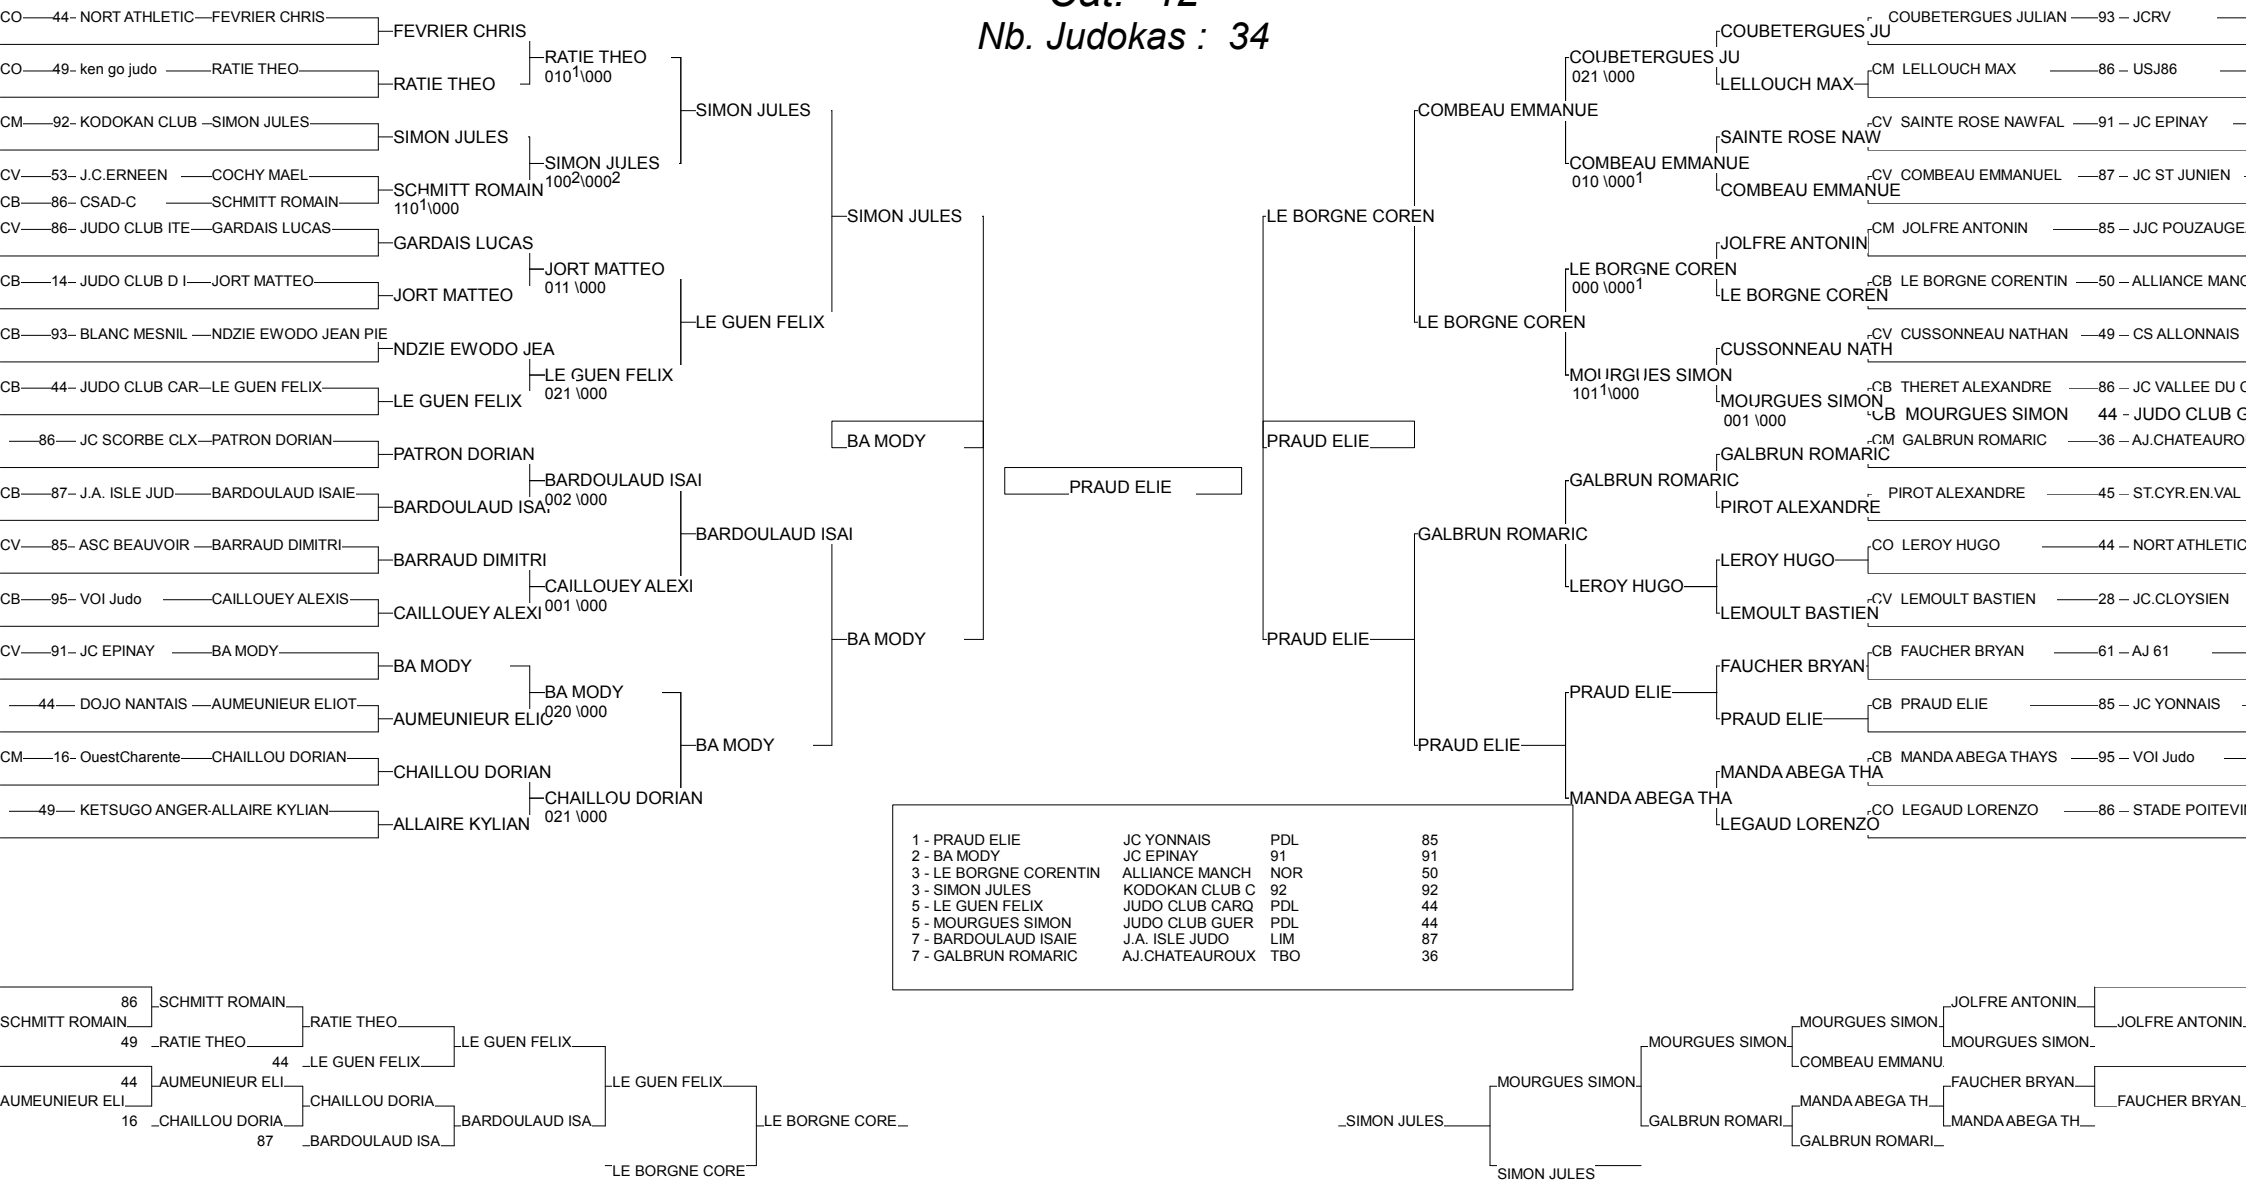 Nb. Judokas : 34
CO 44- NORT ATHLETIC FEVRIER CHRIS
CO 49- ken go judo RATIE THEO
CM 92- KODOKAN CLUB SIMON JULES
CV 53- J.C.ERNEEN COCHY MAEL
CB 86- CSAD-C SCHMITT ROMAIN
CV 86- JUDO CLUB ITE GARDAIS LUCAS
CB 14- JUDO CLUB D I JORT MATTEO
CB 93- BLANC MESNIL NDZIE EWODO JEAN PIE
CB 44- JUDO CLUB CAR LE GUEN FELIX
86 JC SCORBE CLX PATRON DORIAN
CB 87- J.A. ISLE JUD BARDOULAUD ISAIE
CV 85- ASC BEAUVOIR BARRAUD DIMITRI
CB 95- VOI Judo CAILLOUEY ALEXIS
CV 91- JC EPINAY BA MODY
44 DOJO NANTAIS AUMEUNIEUR ELIOT
CM 16- OuestCharente CHAILLOU DORIAN
49 KETSUGO ANGER ALLAIRE KYLIAN
FEVRIER CHRIS
RATIE THEO
SIMON JULES
SCHMITT ROMAIN
110¹\000
GARDAIS LUCAS
JORT MATTEO
NDZIE EWODO JEA
LE GUEN FELIX
PATRON DORIAN
BARDOULAUD ISA
BARRAUD DIMITRI
CAILLOUEY ALEXI
BA MODY
AUMEUNIEUR ELIO
CHAILLOU DORIAN
ALLAIRE KYLIAN
RATIE THEO
010¹\000
SIMON JULES
100²\000²
JORT MATTEO
011 \000
LE GUEN FELIX
021 \000
BARDOULAUD ISAI
002 \000
CAILLOUEY ALEXI
001 \000
BA MODY
020 \000
CHAILLOU DORIAN
021 \000
SIMON JULES
LE GUEN FELIX
BARDOULAUD ISAI
BA MODY
SIMON JULES
BA MODY
BA MODY
PRAUD ELIE
LE BORGNE COREN
PRAUD ELIE
PRAUD ELIE
COMBEAU EMMANUE
LE BORGNE COREN
GALBRUN ROMARIC
PRAUD ELIE
COUBETERGUES JU
021 \000
COMBEAU EMMANUE
010 \000¹
LE BORGNE COREN
000 \000¹
MOURGUES SIMON
101¹\000
GALBRUN ROMARIC
LEROY HUGO
PRAUD ELIE
MANDA ABEGA THA
COUBETERGUES JU
LELLOUCH MAX
SAINTE ROSE NAW
COMBEAU EMMANUE
JOLFRE ANTONIN
LE BORGNE COREN
CUSSONNEAU NATH
MOURGUES SIMON
001 \000
GALBRUN ROMARIC
PIROT ALEXANDRE
LEROY HUGO
LEMOULT BASTIEN
FAUCHER BRYAN
PRAUD ELIE
MANDA ABEGA THA
LEGAUD LORENZO
COUBETERGUES JULIAN 93 – JCRV
CM LELLOUCH MAX 86 – USJ86
CV SAINTE ROSE NAWFAL 91 – JC EPINAY
CV COMBEAU EMMANUEL 87 – JC ST JUNIEN
CM JOLFRE ANTONIN 85 – JJC POUZAUGE
CB LE BORGNE CORENTIN 50 – ALLIANCE MANC
CV CUSSONNEAU NATHAN 49 – CS ALLONNAIS
CB THERET ALEXANDRE 86 – JC VALLEE DU
CB MOURGUES SIMON 44 - JUDO CLUB G
CM GALBRUN ROMARIC 36 – AJ.CHATEAUROU
PIROT ALEXANDRE 45 – ST.CYR.EN.VAL
CO LEROY HUGO 44 – NORT ATHLETIC
CV LEMOULT BASTIEN 28 – JC.CLOYSIEN
CB FAUCHER BRYAN 61 – AJ 61
CB PRAUD ELIE 85 – JC YONNAIS
CB MANDA ABEGA THAYS 95 – VOI Judo
CO LEGAUD LORENZO 86 – STADE POITEVI
1 - PRAUD ELIE JC YONNAIS PDL 85
2 - BA MODY JC EPINAY 91 91
3 - LE BORGNE CORENTIN ALLIANCE MANCH NOR 50
3 - SIMON JULES KODOKAN CLUB C 92 92
5 - LE GUEN FELIX JUDO CLUB CARQ PDL 44
5 - MOURGUES SIMON JUDO CLUB GUER PDL 44
7 - BARDOULAUD ISAIE J.A. ISLE JUDO LIM 87
7 - GALBRUN ROMARIC AJ.CHATEAUROUX TBO 36
86 SCHMITT ROMAIN
SCHMITT ROMAIN RATIE THEO
49 RATIE THEO LE GUEN FELIX
44 LE GUEN FELIX
44 AUMEUNIEUR ELI LE GUEN FELIX
AUMEUNIEUR ELI CHAILLOU DORIA
16 CHAILLOU DORIA BARDOULAUD ISA LE BORGNE CORE
87 BARDOULAUD ISA
LE BORGNE CORE
JOLFRE ANTONIN
MOURGUES SIMON JOLFRE ANTONIN
MOURGUES SIMON MOURGUES SIMON
COMBEAU EMMANU
MOURGUES SIMON FAUCHER BRYAN
MANDA ABEGA TH FAUCHER BRYAN
SIMON JULES GALBRUN ROMARI MANDA ABEGA TH
GALBRUN ROMARI
SIMON JULES